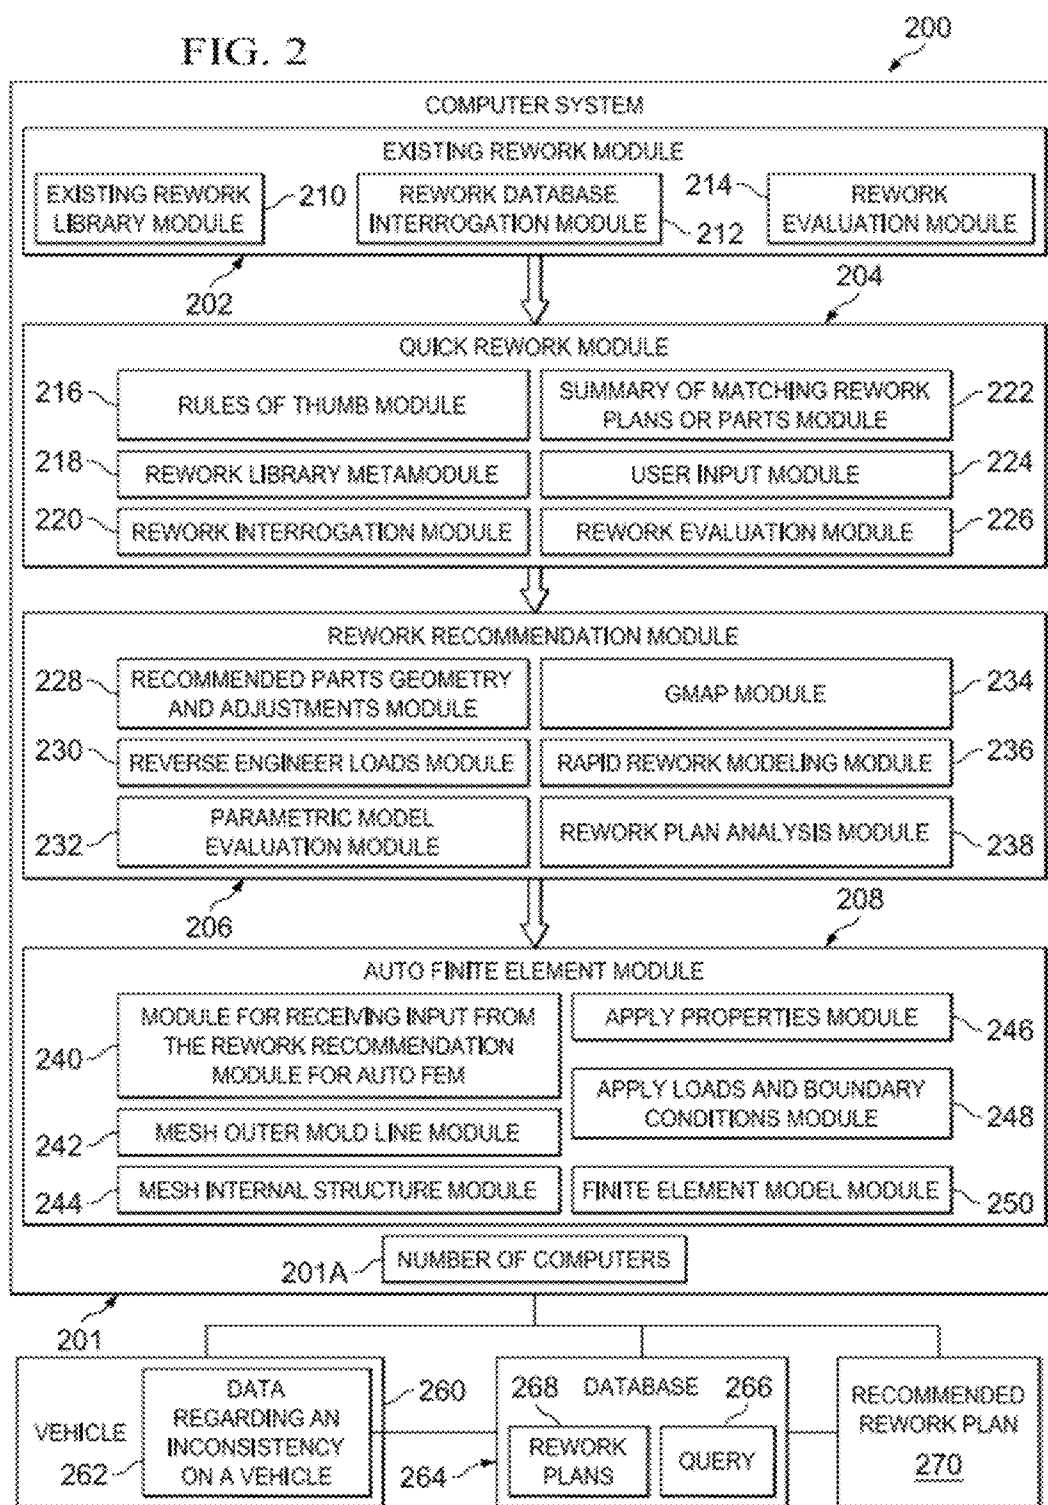 FIG. 2
200
COMPUTER SYSTEM
EXISTING REWORK MODULE
EXISTING REWORK
LIBRARY MODULE
210
REWORK DATABASE
INTERROGATION MODULE
212
214
REWORK
EVALUATION MODULE
202
204
QUICK REWORK MODULE
216
RULES OF THUMB MODULE
SUMMARY OF MATCHING REWORK
PLANS OR PARTS MODULE
222
218
REWORK LIBRARY METAMODULE
USER INPUT MODULE
224
220
REWORK INTERROGATION MODULE
REWORK EVALUATION MODULE
226
REWORK RECOMMENDATION MODULE
228
RECOMMENDED PARTS GEOMETRY
AND ADJUSTMENTS MODULE
GMAP MODULE
234
230
REVERSE ENGINEER LOADS MODULE
RAPID REWORK MODELING MODULE
236
232
PARAMETRIC MODEL
EVALUATION MODULE
REWORK PLAN ANALYSIS MODULE
238
206
208
AUTO FINITE ELEMENT MODULE
240
MODULE FOR RECEIVING INPUT FROM
THE REWORK RECOMMENDATION
MODULE FOR AUTO FEM
APPLY PROPERTIES MODULE
246
APPLY LOADS AND BOUNDARY
CONDITIONS MODULE
248
242
MESH OUTER MOLD LINE MODULE
244
MESH INTERNAL STRUCTURE MODULE
FINITE ELEMENT MODEL MODULE
250
201A
NUMBER OF COMPUTERS
201
VEHICLE
262
DATA
REGARDING AN
INCONSISTENCY
ON A VEHICLE
260
268
DATABASE
266
264
REWORK
PLANS
QUERY
RECOMMENDED
REWORK PLAN
270